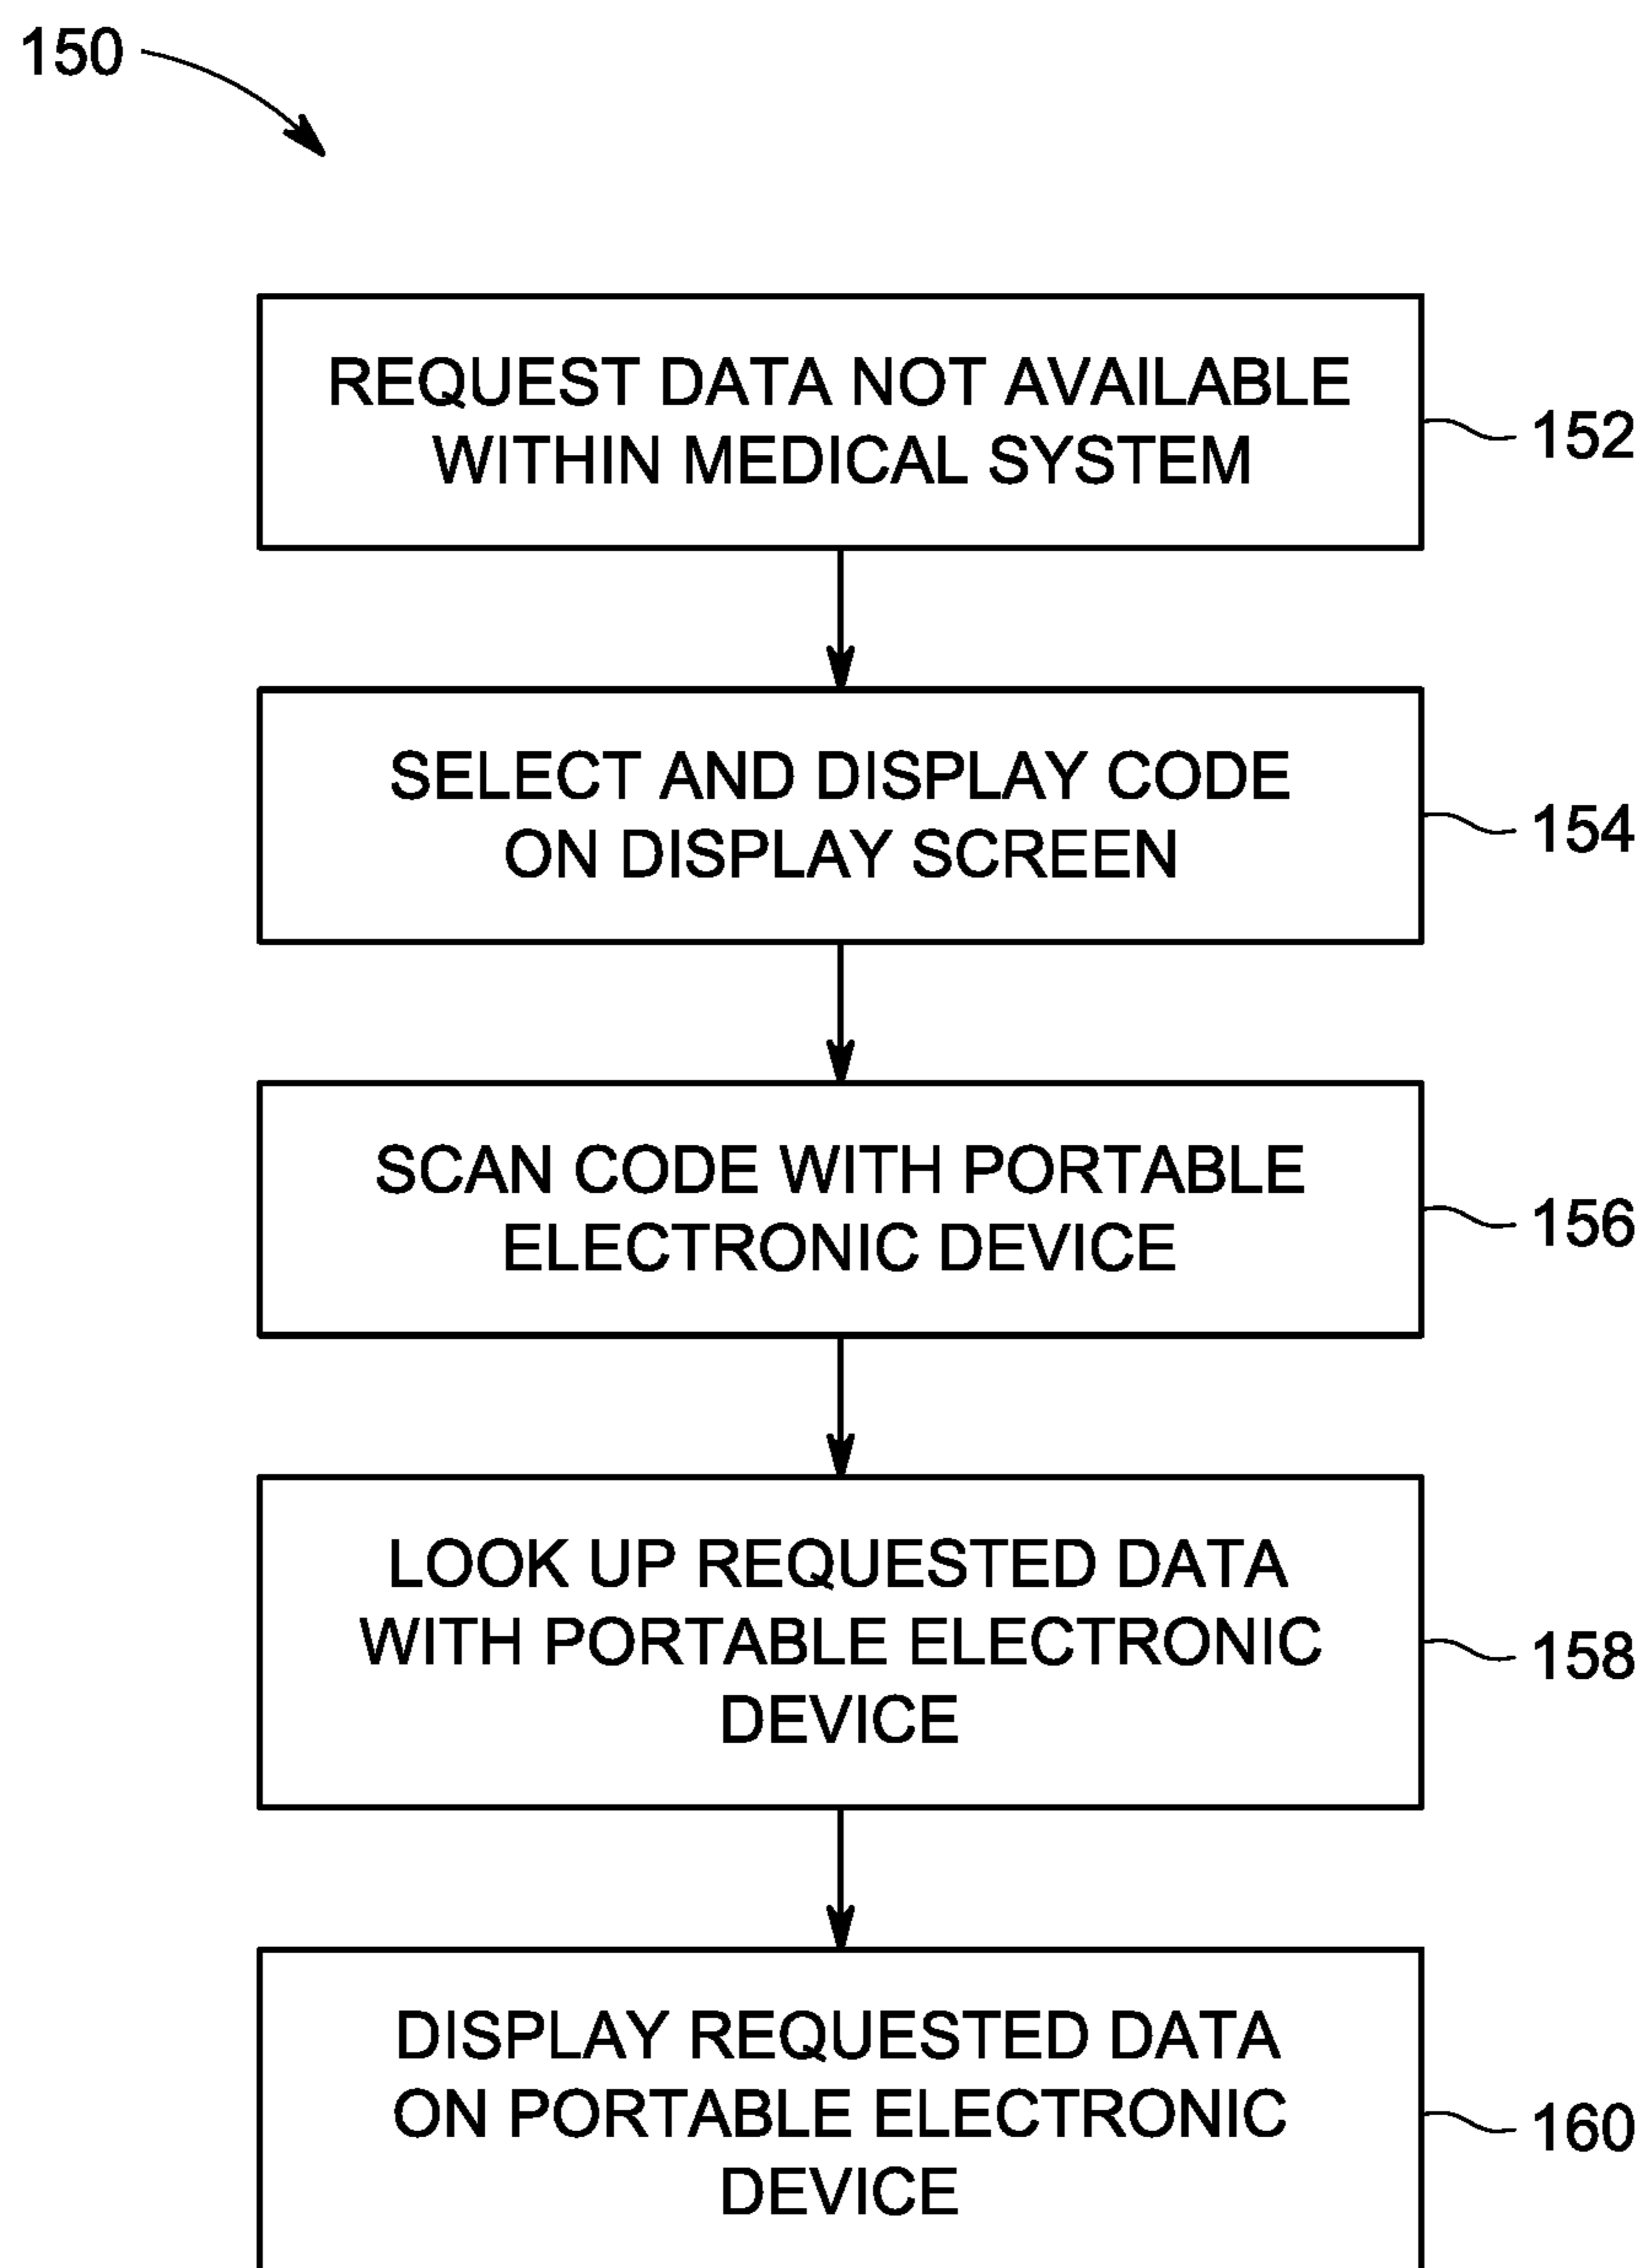 150
REQUEST DATA NOT AVAILABLE
WITHIN MEDICAL SYSTEM
152
SELECT AND DISPLAY CODE
ON DISPLAY SCREEN
154
SCAN CODE WITH PORTABLE
ELECTRONIC DEVICE
156
LOOK UP REQUESTED DATA
WITH PORTABLE ELECTRONIC
DEVICE
158
DISPLAY REQUESTED DATA
ON PORTABLE ELECTRONIC
DEVICE
160